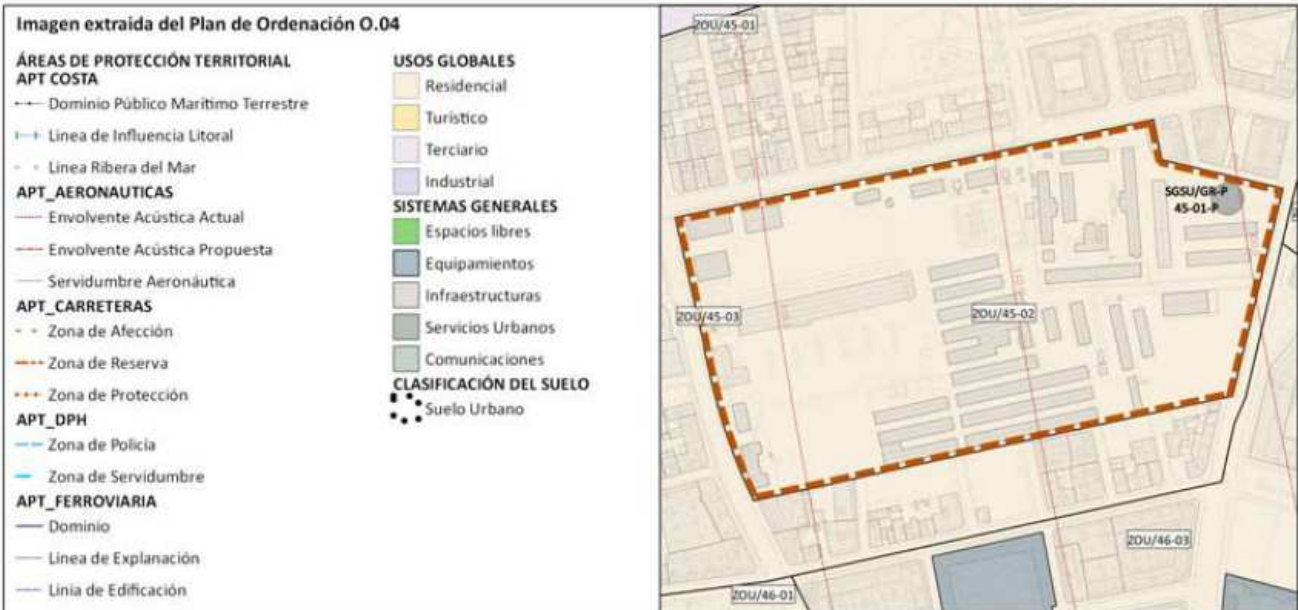 Imagen extraida del Plan de Ordenación O.04
ÁREAS DE PROTECCIÓN TERRITORIAL
APT COSTA
Dominio Público Marítimo Terrestre
Linea de Influencia Litoral
Linea Ribera del Mar
APT_AERONAUTICAS
Envolvente Acústica Actual
Envolvente Acústica Propuesta
Servidumbre Aeronáutica
APT_CARRETERAS
Zona de Afección
Zona de Reserva
Zona de Protección
APT_DPH
Zona de Policía
Zona de Servidumbre
APT_FERROVIARIA
Dominio
Linea de Explanación
Linia de Edificación
USOS GLOBALES
Residencial
Turístico
Terciario
Industrial
SISTEMAS GENERALES
Espacios libres
Equipamientos
Infraestructuras
Servicios Urbanos
Comunicaciones
CLASIFICACIÓN DEL SUELO
Suelo Urbano
ZOU/45-01
SGSU/GR-P
45-01-P
ZOU/45-03
ZOU/45-02
ZOU/46-03
ZOU/46-01